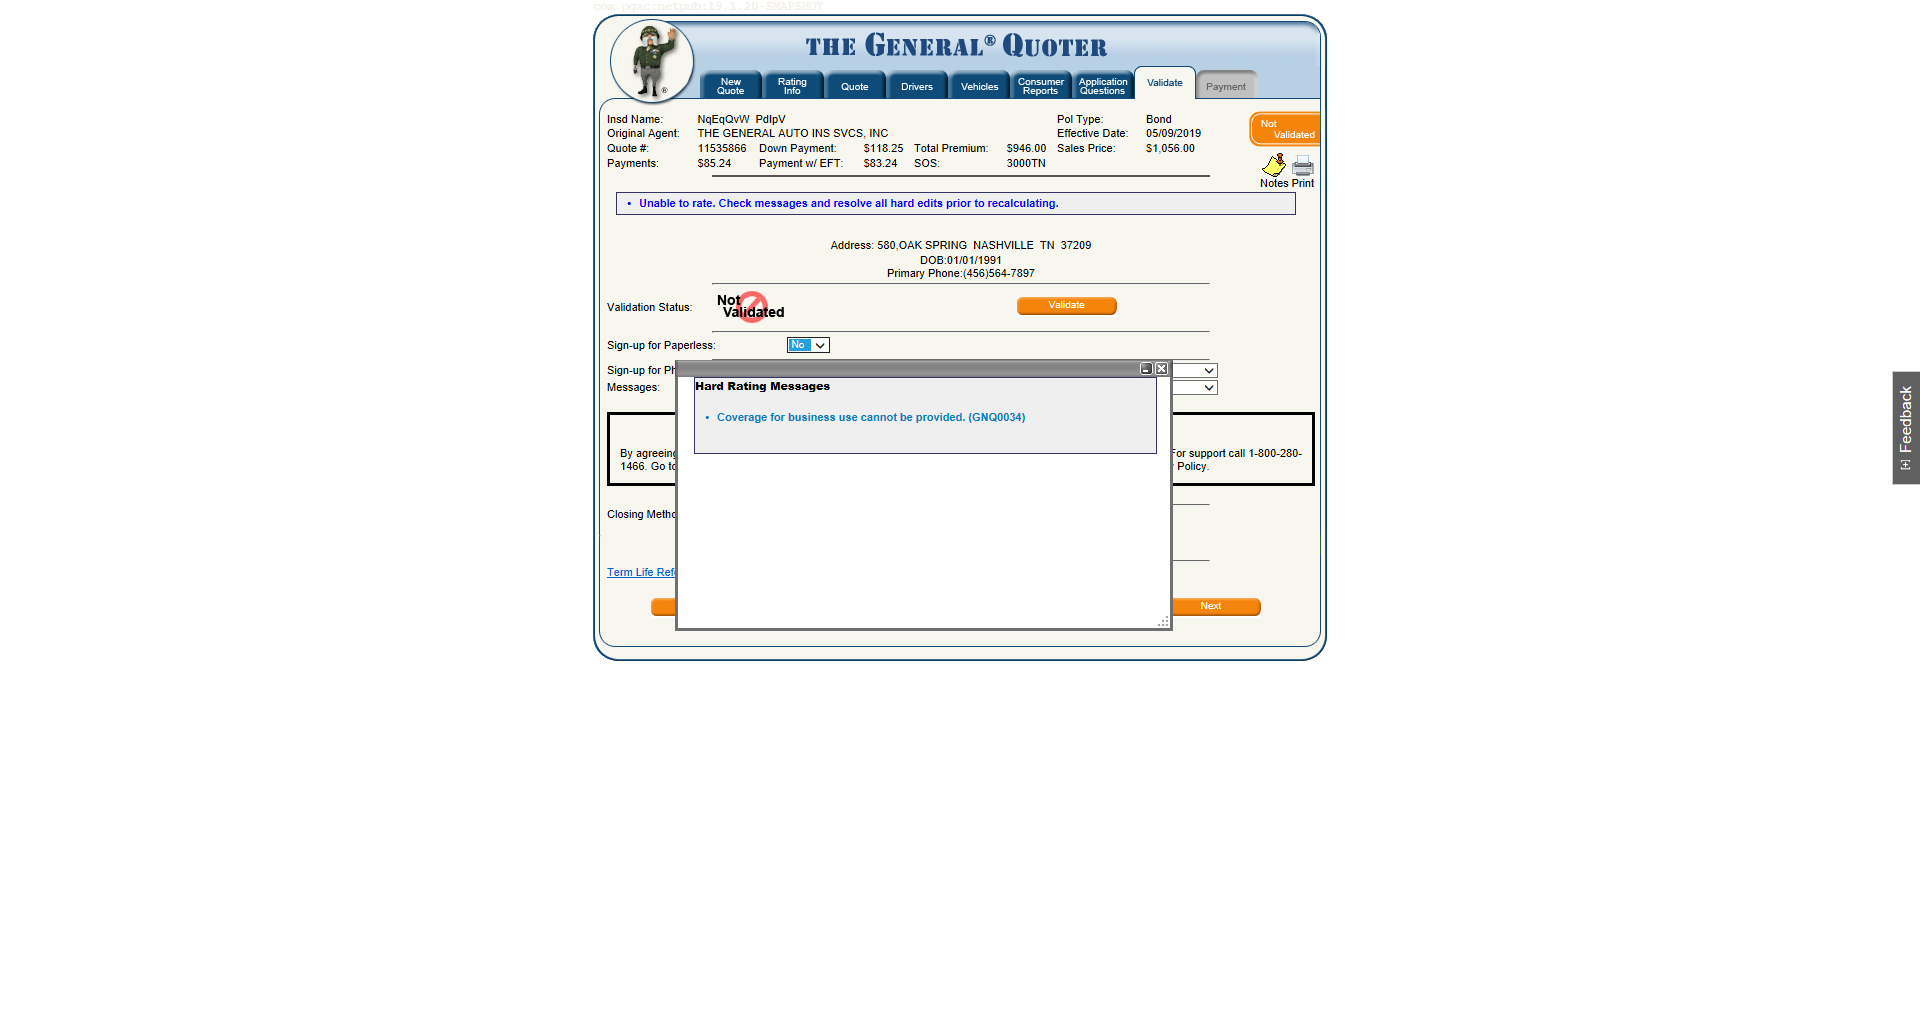 com.pgac:netpub:19.1.20-SNAPSHOT
THE GENERAL® QUOTER
New Quote
Rating Info
Quote
Drivers
Vehicles
Consumer Reports
Application Questions
Validate
Payment
Insd Name: NqEqQvW PdIpV Pol Type: Bond
Original Agent: THE GENERAL AUTO INS SVCS, INC Effective Date: 05/09/2019
Quote #: 11535866 Down Payment: $118.25 Total Premium: $946.00 Sales Price: $1,056.00
Payments: $85.24 Payment w/ EFT: $83.24 SOS: 3000TN
Not Validated
Notes Print
• Unable to rate. Check messages and resolve all hard edits prior to recalculating.
Address: 580,OAK SPRING NASHVILLE TN 37209
DOB:01/01/1991
Primary Phone:(456)564-7897
Validation Status: Not Validated Validate
Sign-up for Paperless: No
Sign-up for
Messages:
Hard Rating Messages
• Coverage for business use cannot be provided. (GNQ0034)
By agreeing For support call 1-800-280-
1466. Go to Policy.
Closing
Term Life
Next
[+] Feedback